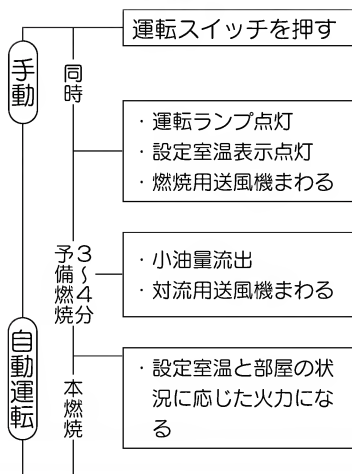 運転スイッチを押す
手動
同時
・運転ランプ点灯
・設定室温表示点灯
・燃焼用送風機まわる
3～4分
予備燃焼
・小油量流出
・対流用送風機まわる
自動運転
本燃焼
・設定室温と部屋の状
況に応じた火力にな
る